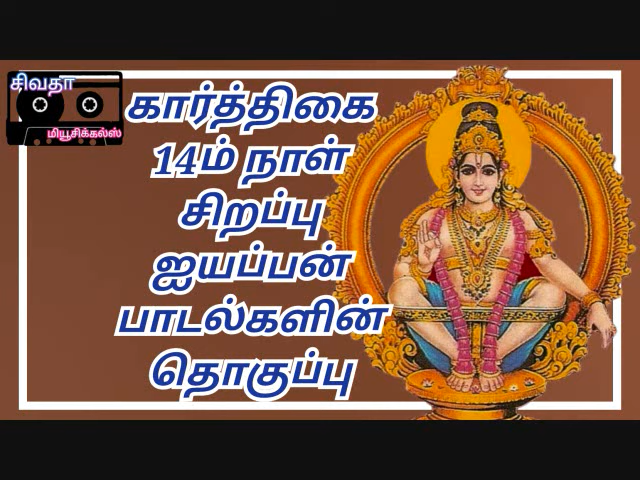 சிவதா
மியூசிக்கல்ஸ்
கார்த்திகை
14ம் நாள்
சிறப்பு
ஐயப்பன்
பாடல்களின்
தொகுப்பு